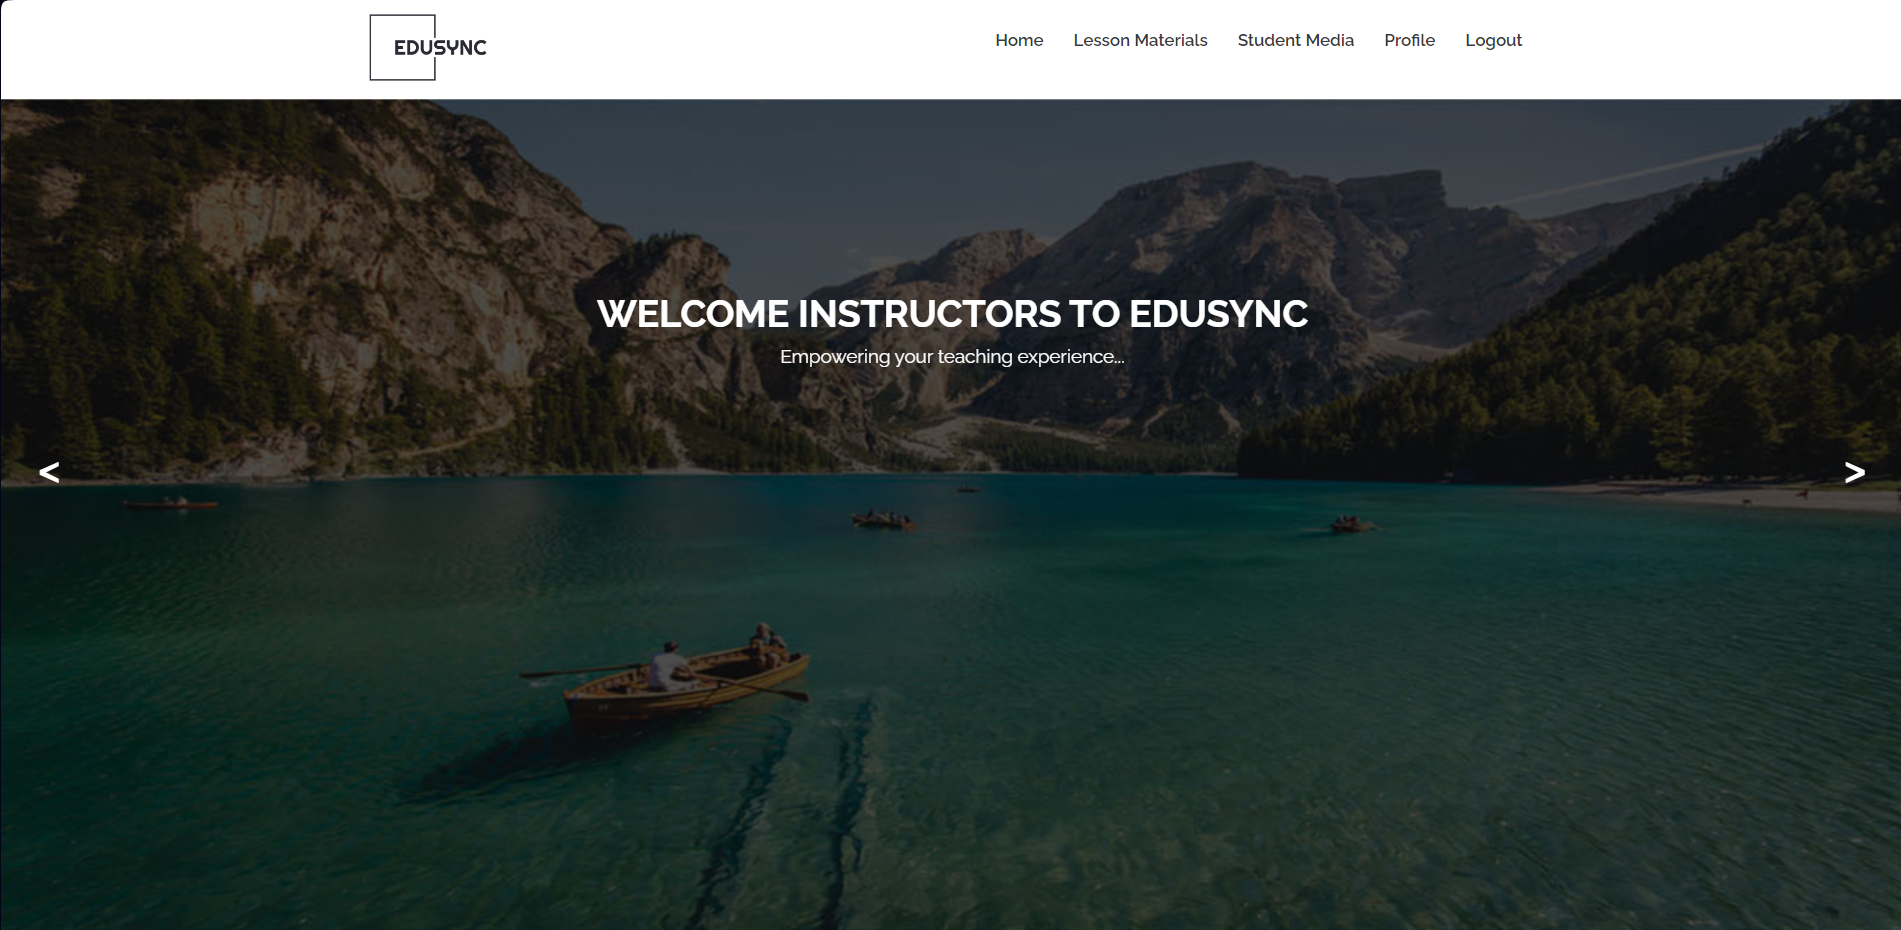 EDUSYNC
Home Lesson Materials Student Media Profile Logout
WELCOME INSTRUCTORS TO EDUSYNC
Empowering your teaching experience...
< >